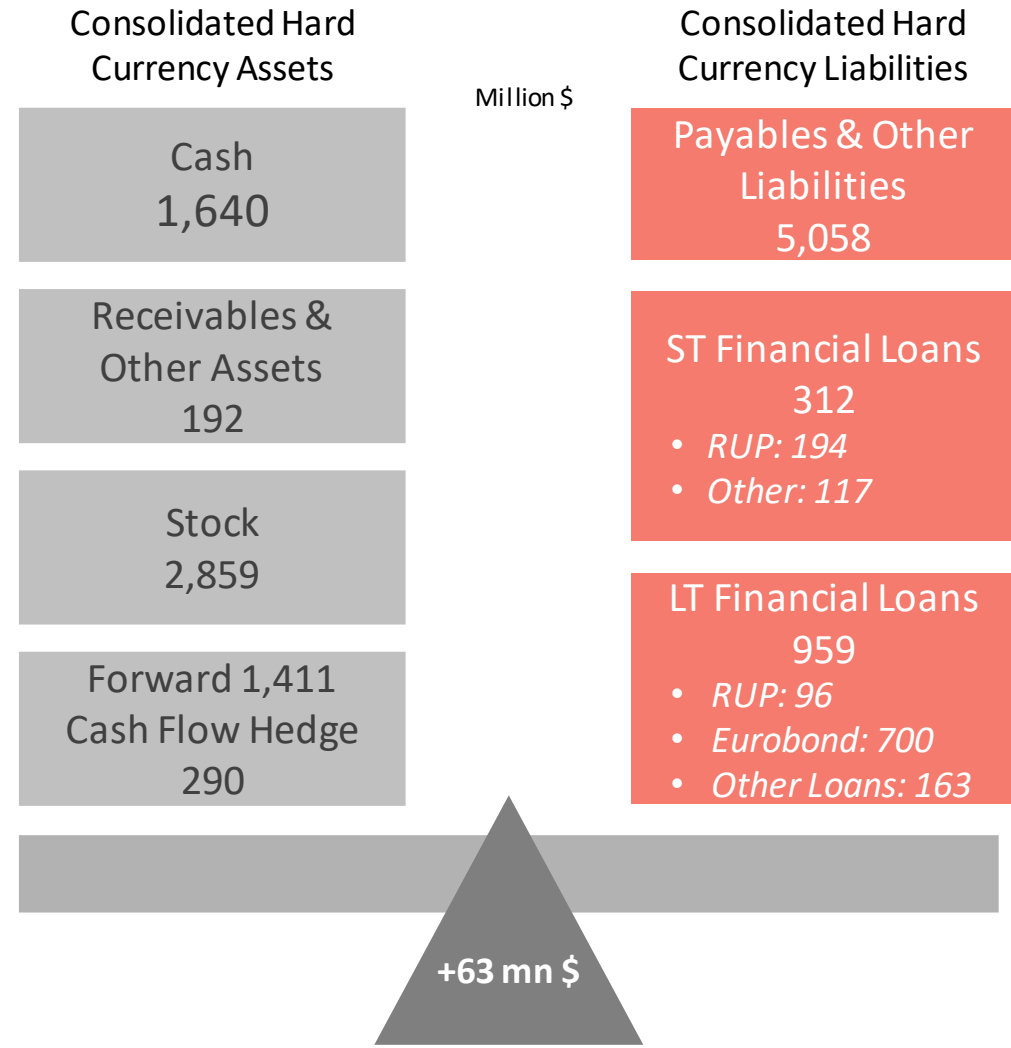 Consolidated Hard
Currency Assets
Million $
Consolidated Hard
Currency Liabilities
Cash
1,640
Receivables &
Other Assets
192
Stock
2,859
Forward 1,411
Cash Flow Hedge
290
Payables & Other
Liabilities
5,058
ST Financial Loans
312
• RUP: 194
• Other: 117
LT Financial Loans
959
• RUP: 96
• Eurobond: 700
• Other Loans: 163
+63 mn $